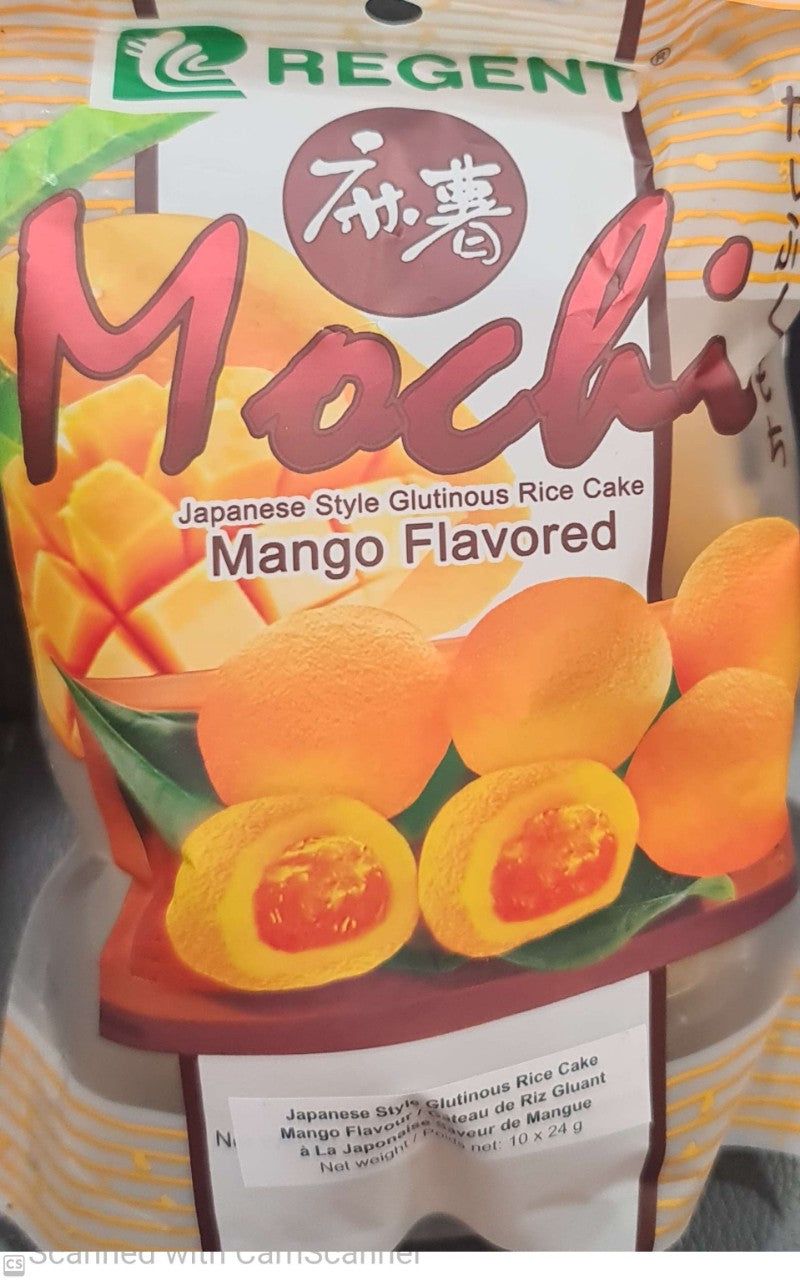 REGENT®
麻薯
Mochi
Japanese Style Glutinous Rice Cake
Mango Flavored
Japanese Style Glutinous Rice Cake
Mango Flavour / Gateau de Riz Gluant
à La Japonaise Saveur de Mangue
Net weight / Poids net: 10 x 24 g
CS Scanned with CamScanner